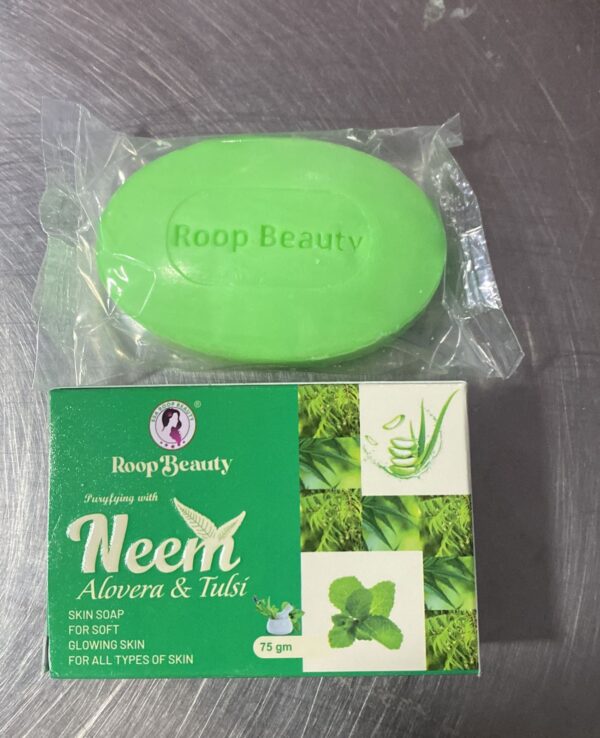 Roop Beauty
®
Roop Beauty
Puryfying with
Neem
Alovera & Tulsi
SKIN SOAP
FOR SOFT
GLOWING SKIN
FOR ALL TYPES OF SKIN
75 gm